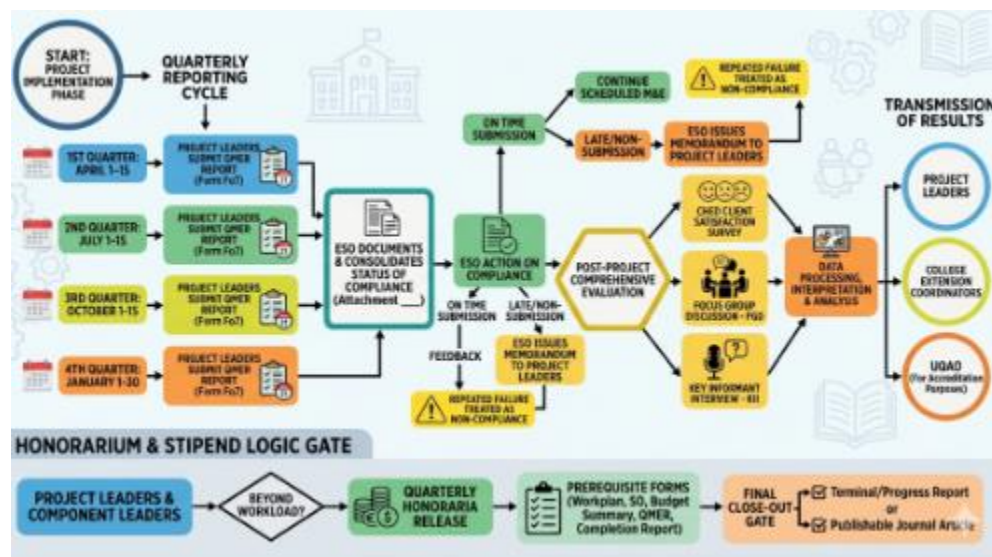 START:
PROJECT
IMPLEMENTATION
PHASE
QUARTERLY
REPORTING
CYCLE
1ST QUARTER:
APRIL 1-15
PROJECT LEADERS
SUBMIT QMER
REPORT
(Form Fo7)
2ND QUARTER:
JULY 1-15
PROJECT LEADERS
SUBMIT QMER
REPORT
(Form Fo7)
3RD QUARTER:
OCTOBER 1-15
PROJECT LEADERS
SUBMIT QMER
REPORT
(Form Fo7)
4TH QUARTER:
JANUARY 1-30
PROJECT LEADERS
SUBMIT QMER
REPORT
(Form Fo7)
ESO DOCUMENTS
& CONSOLIDATES
STATUS OF
COMPLIANCE
(Attachment ___)
ESO ACTION ON
COMPLIANCE
ON TIME
SUBMISSION
CONTINUE
SCHEDULED M&E
LATE/NON-
SUBMISSION
ESO ISSUES
MEMORANDUM TO
PROJECT LEADERS
REPEATED FAILURE
TREATED AS
NON-COMPLIANCE
ON TIME
SUBMISSION
FEEDBACK
LATE/NON-
SUBMISSION
ESO ISSUES
MEMORANDUM
TO PROJECT
LEADERS
REPEATED FAILURE
TREATED AS
NON-COMPLIANCE
POST-PROJECT
COMPREHENSIVE
EVALUATION
CHED CLIENT
SATISFACTION
SURVEY
FOCUS GROUP
DISCUSSION - FGD
KEY INFORMANT
INTERVIEW - KII
DATA
PROCESSING,
INTERPRETATION
& ANALYSIS
TRANSMISSION
OF RESULTS
PROJECT
LEADERS
COLLEGE
EXTENSION
COORDINATORS
UQAO
(For Accreditation
Purposes)
HONORARIUM & STIPEND LOGIC GATE
PROJECT LEADERS &
COMPONENT LEADERS
BEYOND
WORKLOAD?
QUARTERLY
HONORARIA
RELEASE
PREREQUISITE FORMS
(Workplan, SO, Budget
Summary, QMER,
Completion Report)
FINAL
CLOSE-OUT-
GATE
Terminal/Progress Report
or
Publishable Journal Article